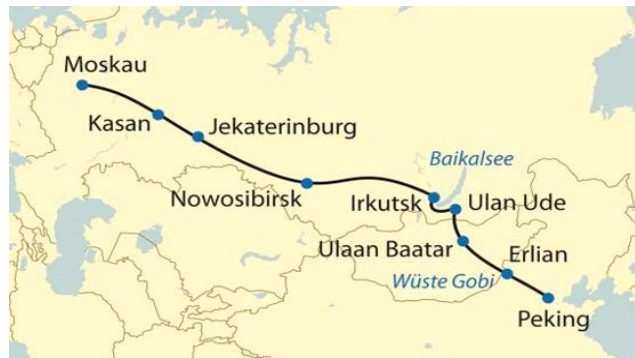 Moskau
Kasan
Jekaterinburg
Baikalsee
Nowosibirsk
Irkutsk
Ulan Ude
Ulaan Baatar
Erlian
Wüste Gobi
Peking